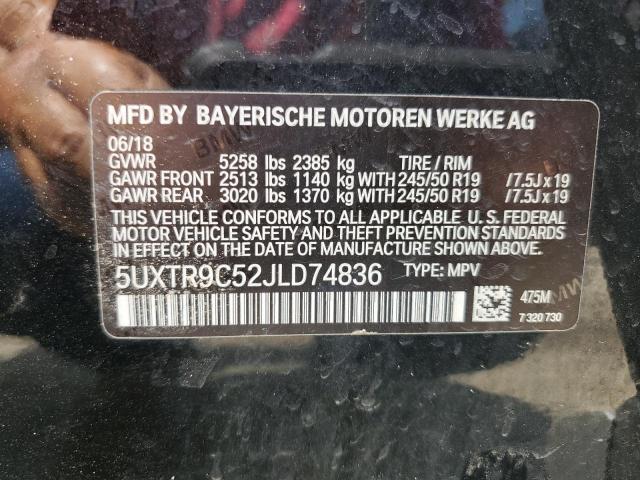 MFD BY BAYERISCHE MOTOREN WERKE AG
06/18
GVWR 5258 lbs 2385 kg TIRE / RIM
GAWR FRONT 2513 lbs 1140 kg WITH 245/50 R19 /7.5J x 19
GAWR REAR 3020 lbs 1370 kg WITH 245/50 R19 /7.5J x 19
THIS VEHICLE CONFORMS TO ALL APPLICABLE U. S. FEDERAL
MOTOR VEHICLE SAFETY AND THEFT PREVENTION STANDARDS
IN EFFECT ON THE DATE OF MANUFACTURE SHOWN ABOVE.
5UXTR9C52JLD74836 TYPE: MPV
475M
7 320 730
BMW
BMW